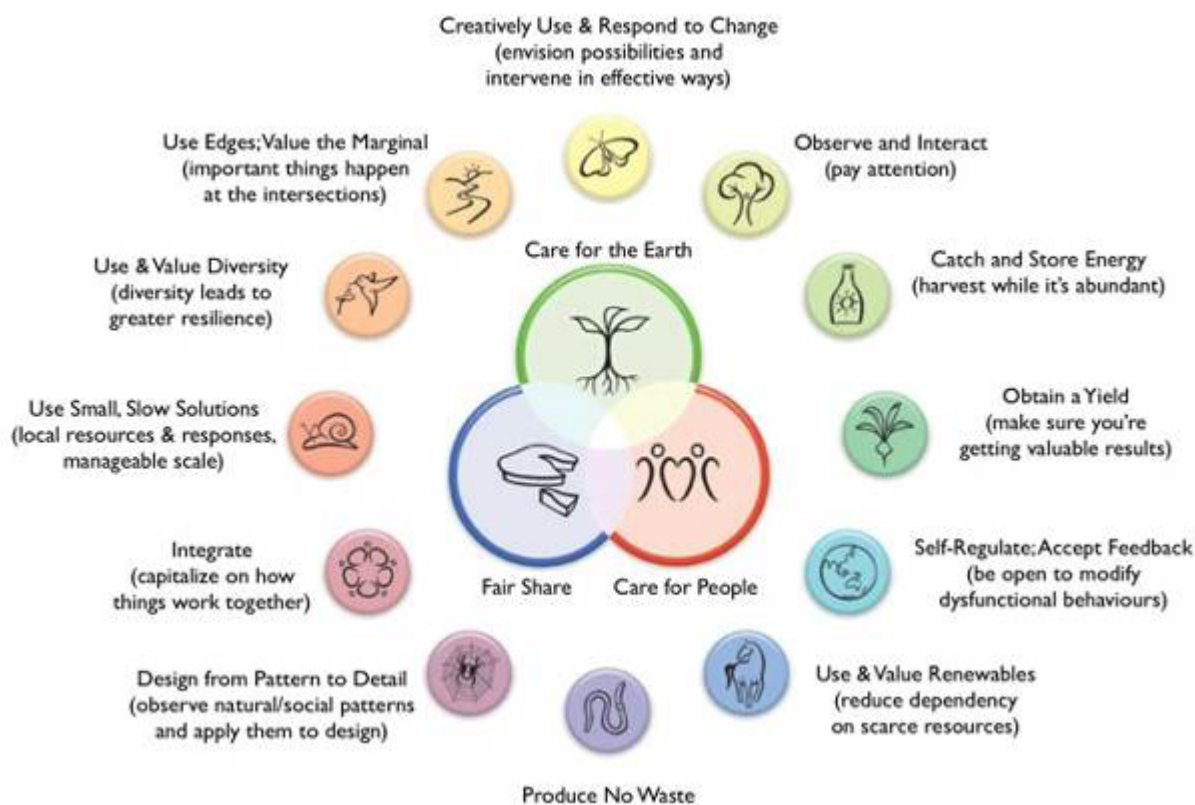 Creatively Use & Respond to Change
(envision possibilities and
intervene in effective ways)
Use Edges; Value the Marginal
(important things happen
at the intersections)
Observe and Interact
(pay attention)
Care for the Earth
Use & Value Diversity
(diversity leads to
greater resilience)
Catch and Store Energy
(harvest while it's abundant)
Use Small, Slow Solutions
(local resources & responses,
manageable scale)
Obtain a Yield
(make sure you're
getting valuable results)
Integrate
(capitalize on how
things work together)
Fair Share
Care for People
Self-Regulate; Accept Feedback
(be open to modify
dysfunctional behaviours)
Design from Pattern to Detail
(observe natural/social patterns
and apply them to design)
Use & Value Renewables
(reduce dependency
on scarce resources)
Produce No Waste